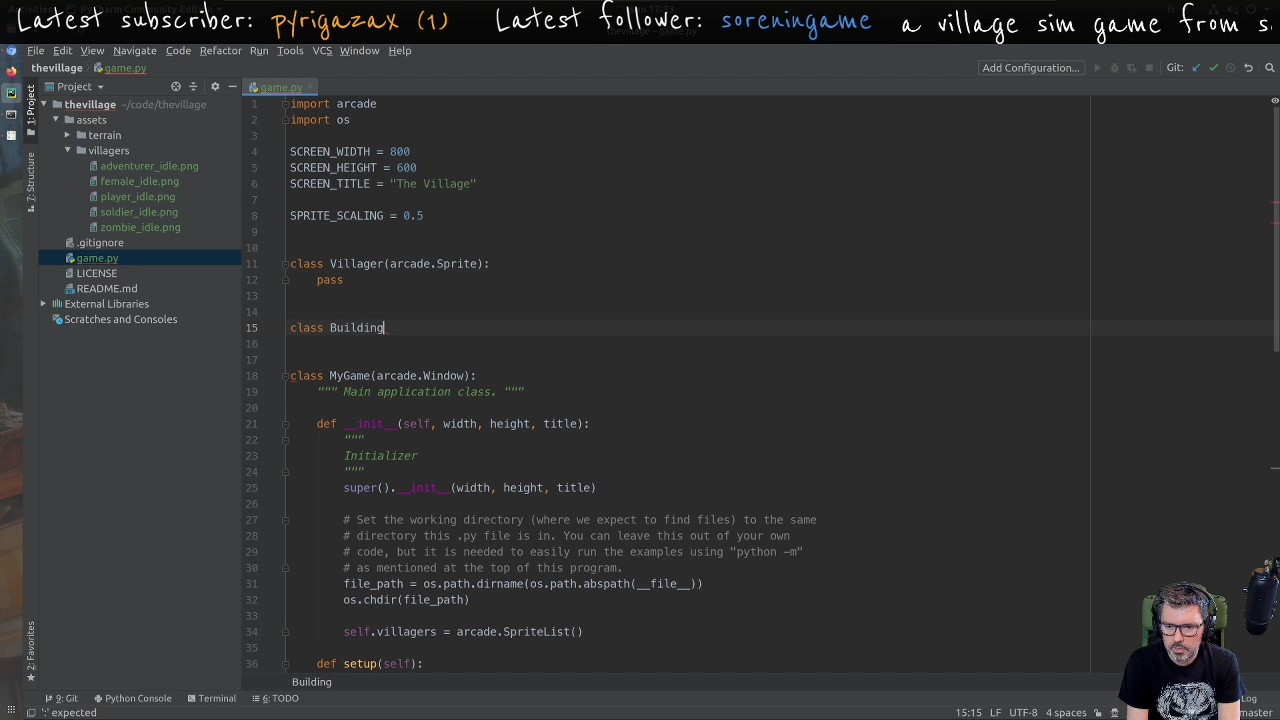 Latest subscriber: pyrigazax (1) Latest follower: soreningame a village sim game from s
File Edit View Navigate Code Refactor Run Tools VCS Window Help
thevillage game.py
Add Configuration...
Git:
Project
game.py
1: Project
7: Structure
2: Favorites
thevillage ~/code/thevillage
assets
terrain
villagers
adventurer_idle.png
female_idle.png
player_idle.png
soldier_idle.png
zombie_idle.png
.gitignore
game.py
LICENSE
README.md
External Libraries
Scratches and Consoles
1 import arcade
2 import os
3
4 SCREEN_WIDTH = 800
5 SCREEN_HEIGHT = 600
6 SCREEN_TITLE = "The Village"
7
8 SPRITE_SCALING = 0.5
9
10
11 class Villager(arcade.Sprite):
12 pass
13
14
15 class Building
16
17
18 class MyGame(arcade.Window):
19 """ Main application class. """
20
21 def __init__(self, width, height, title):
22 """
23 Initializer
24 """
25 super().__init__(width, height, title)
26
27 # Set the working directory (where we expect to find files) to the same
28 # directory this .py file is in. You can leave this out of your own
29 # code, but it is needed to easily run the examples using "python -m"
30 # as mentioned at the top of this program.
31 file_path = os.path.dirname(os.path.abspath(__file__))
32 os.chdir(file_path)
33
34 self.villagers = arcade.SpriteList()
35
36 def setup(self):
Building
9: Git Python Console Terminal 6: TODO
Log
':' expected
15:15 LF UTF-8 4 spaces master